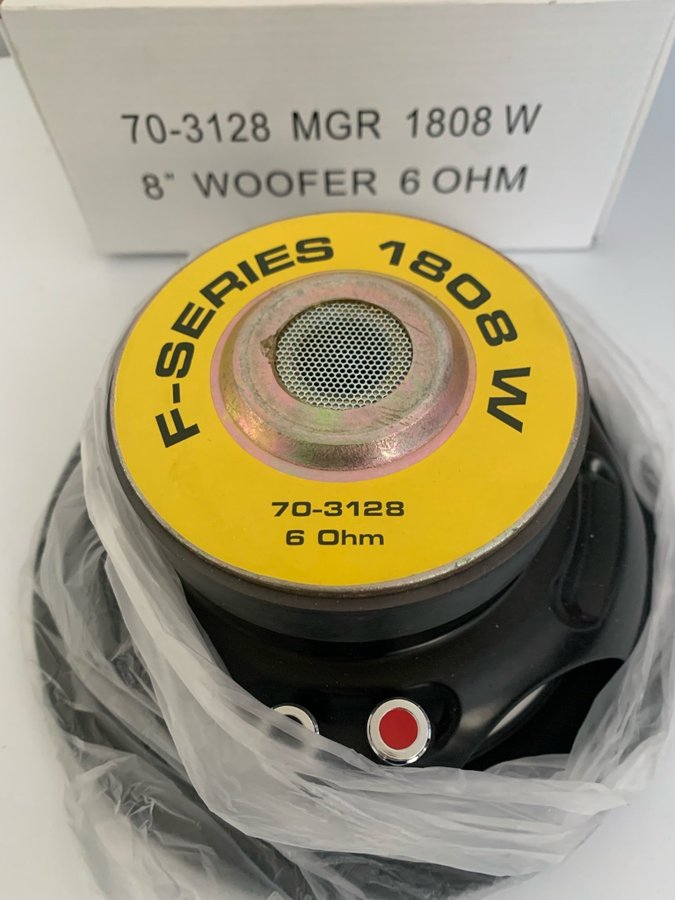 70-3128 MGR 1808 W
8" WOOFER 6 OHM
F-SERIES 1808 W
70-3128
6 Ohm